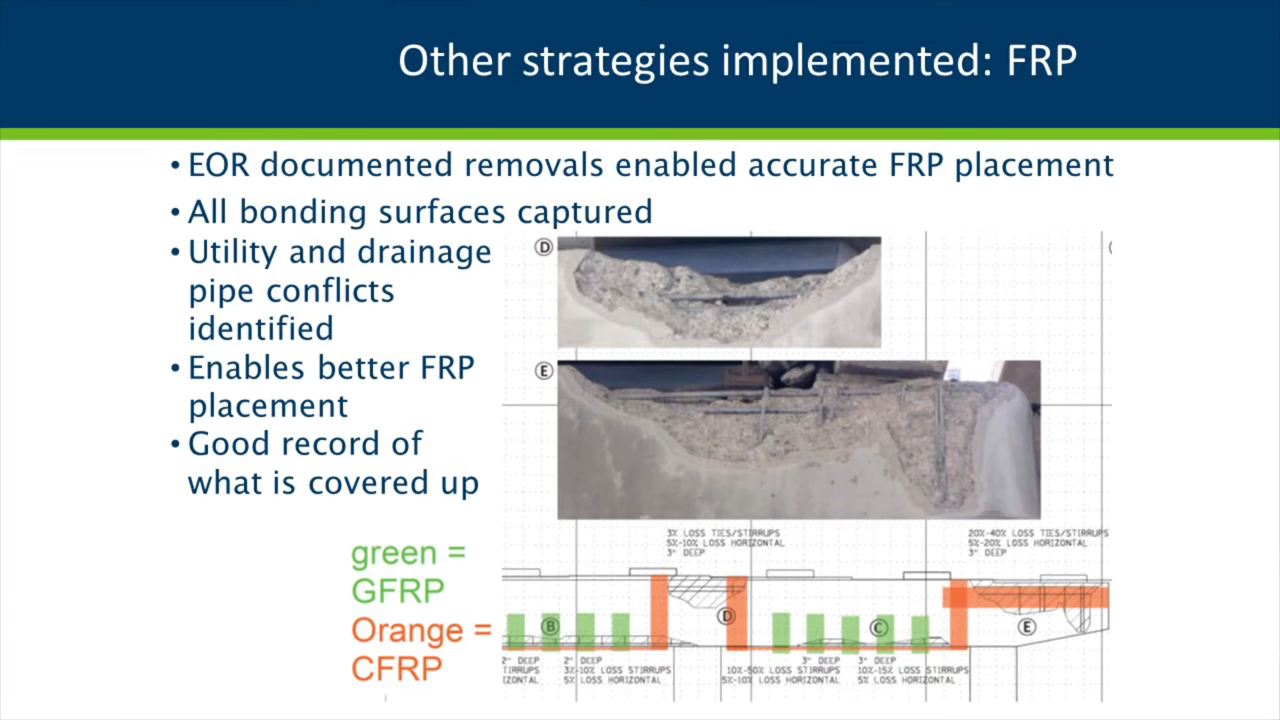 Other strategies implemented: FRP
• EOR documented removals enabled accurate FRP placement
• All bonding surfaces captured
• Utility and drainage
pipe conflicts
identified
• Enables better FRP
placement
• Good record of
what is covered up
green =
GFRP
Orange =
CFRP
D
E
3% LOSS TIES/STIRRUPS
5%-10% LOSS HORIZONTAL
3" DEEP
20%-40% LOSS TIES/STIRRUPS
5%-20% LOSS HORIZONTAL
3" DEEP
B
D
C
E
2" DEEP
TIRRUPS
IZONTAL
2" DEEP
3%-10% LOSS STIRRUPS
5% LOSS HORIZONTAL
3" DEEP
10%-50% LOSS STIRRUPS
5%-10% LOSS HORIZONTAL
3" DEEP
10%-15% LOSS STIRRUPS
5% LOSS HORIZONTAL